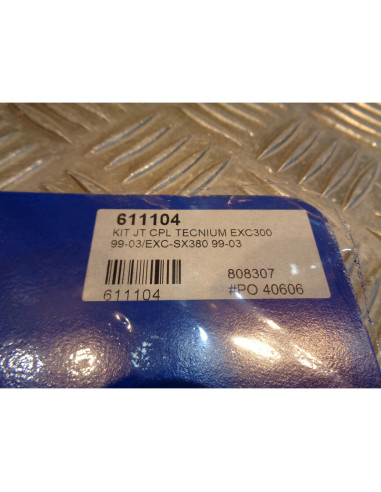 611104
KIT JT CPL TECNIUM EXC300
99-03/EXC-SX380 99-03
808307
611104
#PO 40606